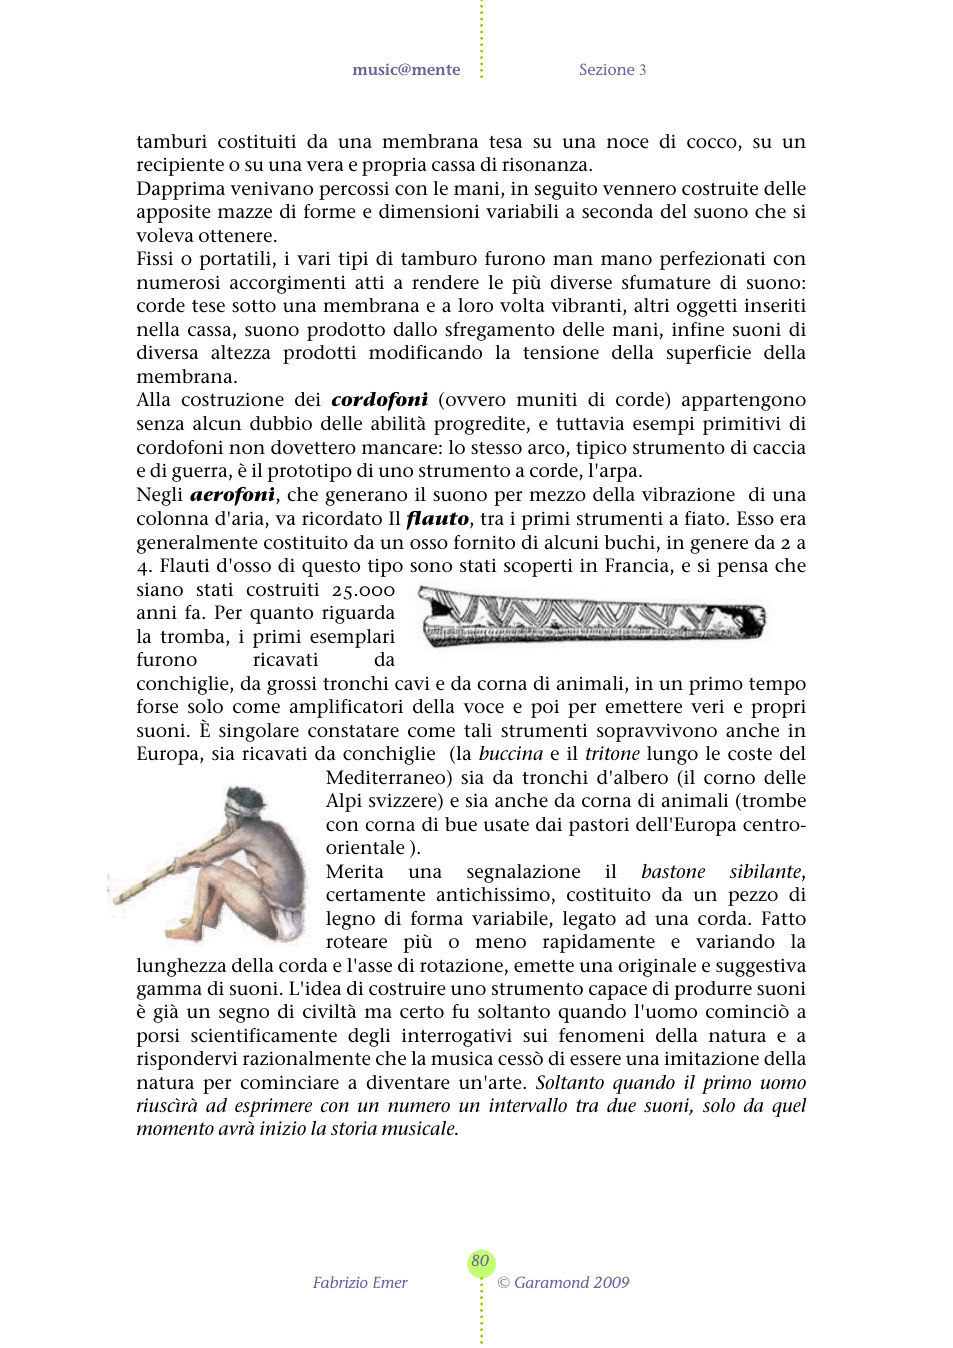 music@mente Sezione 3
tamburi costituiti da una membrana tesa su una noce di cocco, su un
recipiente o su una vera e propria cassa di risonanza.
Dapprima venivano percossi con le mani, in seguito vennero costruite delle
apposite mazze di forme e dimensioni variabili a seconda del suono che si
voleva ottenere.
Fissi o portatili, i vari tipi di tamburo furono man mano perfezionati con
numerosi accorgimenti atti a rendere le più diverse sfumature di suono:
corde tese sotto una membrana e a loro volta vibranti, altri oggetti inseriti
nella cassa, suono prodotto dallo sfregamento delle mani, infine suoni di
diversa altezza prodotti modificando la tensione della superficie della
membrana.
Alla costruzione dei cordofoni (ovvero muniti di corde) appartengono
senza alcun dubbio delle abilità progredite, e tuttavia esempi primitivi di
cordofoni non dovettero mancare: lo stesso arco, tipico strumento di caccia
e di guerra, è il prototipo di uno strumento a corde, l'arpa.
Negli aerofoni, che generano il suono per mezzo della vibrazione di una
colonna d'aria, va ricordato Il flauto, tra i primi strumenti a fiato. Esso era
generalmente costituito da un osso fornito di alcuni buchi, in genere da 2 a
4. Flauti d'osso di questo tipo sono stati scoperti in Francia, e si pensa che
siano stati costruiti 25.000
anni fa. Per quanto riguarda
la tromba, i primi esemplari
furono ricavati da
conchiglie, da grossi tronchi cavi e da corna di animali, in un primo tempo
forse solo come amplificatori della voce e poi per emettere veri e propri
suoni. È singolare constatare come tali strumenti sopravvivono anche in
Europa, sia ricavati da conchiglie (la buccina e il tritone lungo le coste del
Mediterraneo) sia da tronchi d'albero (il corno delle
Alpi svizzere) e sia anche da corna di animali (trombe
con corna di bue usate dai pastori dell'Europa centro-
orientale ).
Merita una segnalazione il bastone sibilante,
certamente antichissimo, costituito da un pezzo di
legno di forma variabile, legato ad una corda. Fatto
roteare più o meno rapidamente e variando la
lunghezza della corda e l'asse di rotazione, emette una originale e suggestiva
gamma di suoni. L'idea di costruire uno strumento capace di produrre suoni
è già un segno di civiltà ma certo fu soltanto quando l'uomo cominciò a
porsi scientificamente degli interrogativi sui fenomeni della natura e a
rispondervi razionalmente che la musica cessò di essere una imitazione della
natura per cominciare a diventare un'arte. Soltanto quando il primo uomo
riuscìrà ad esprimere con un numero un intervallo tra due suoni, solo da quel
momento avrà inizio la storia musicale.
80
Fabrizio Emer © Garamond 2009